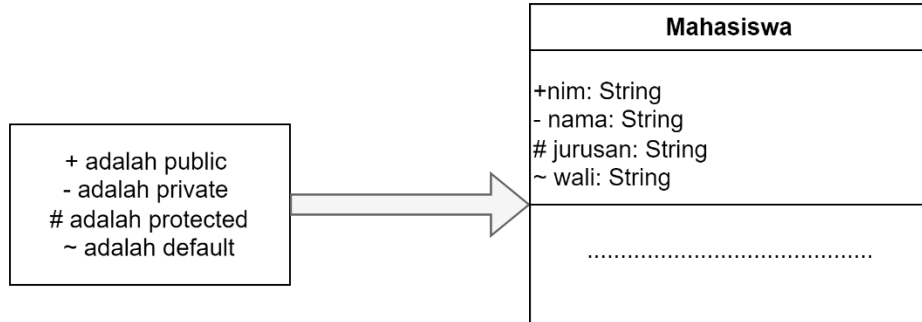 Mahasiswa
+nim: String
- nama: String
# jurusan: String
~ wali: String
+ adalah public
- adalah private
# adalah protected
~ adalah default
...........................................